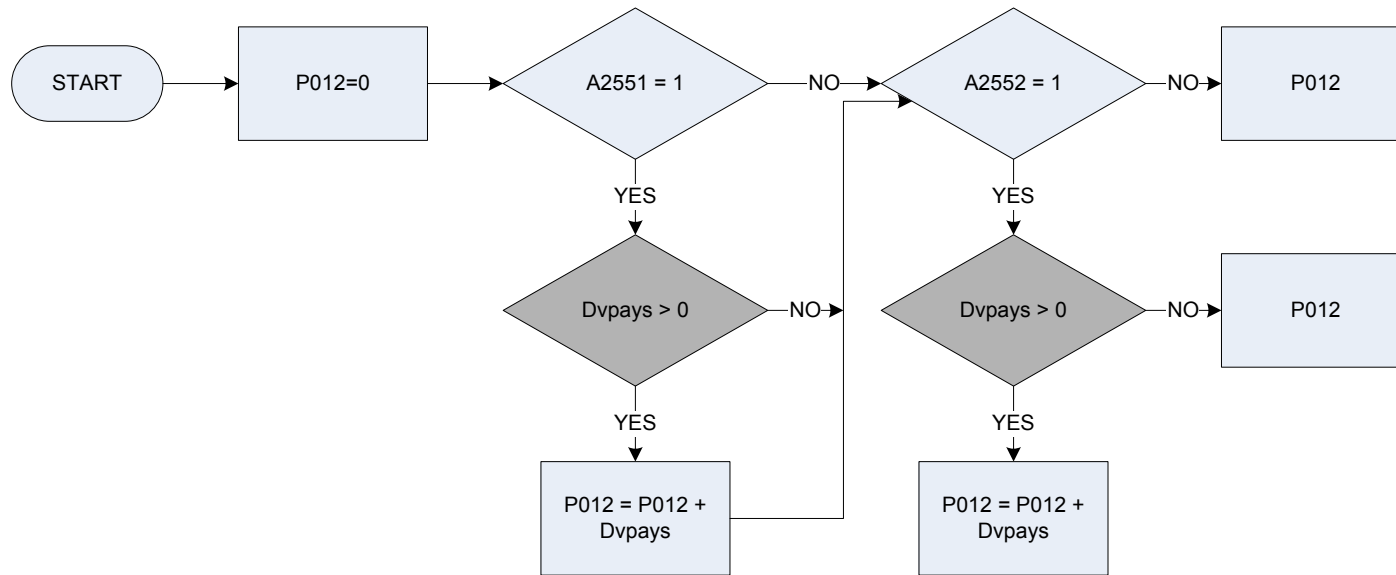 START
P012=0
A2551 = 1
NO
A2552 = 1
NO
P012
YES
YES
Dvpays > 0
NO
Dvpays > 0
NO
P012
YES
YES
P012 = P012 +
Dvpays
P012 = P012 +
Dvpays